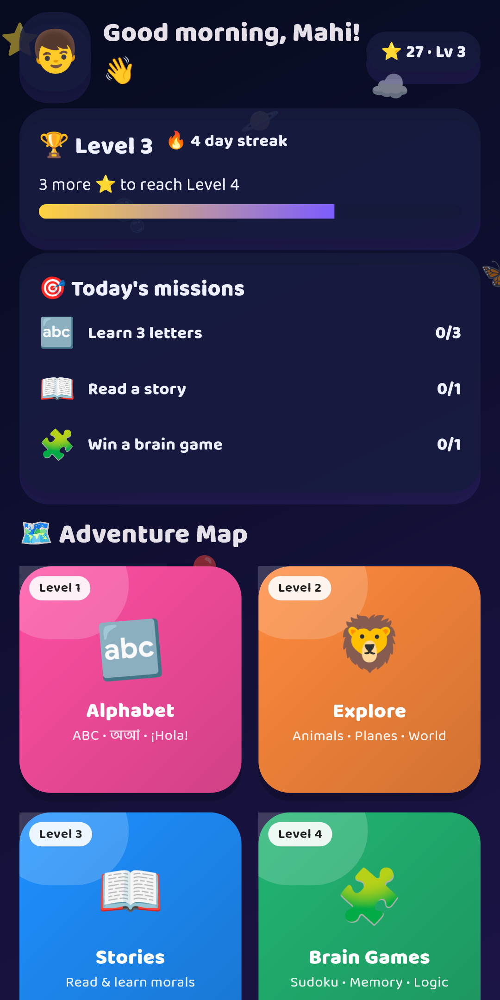 Good morning, Mahi!
👋
⭐ 27 • Lv 3
🏆 Level 3 🔥 4 day streak
3 more ⭐ to reach Level 4
🎯 Today's missions
🔤 Learn 3 letters 0/3
📖 Read a story 0/1
🧩 Win a brain game 0/1
🗺️ Adventure Map
Level 1
abc
Alphabet
ABC • অআ • ¡Hola!
Level 2
Explore
Animals • Planes • World
Level 3
Stories
Read & learn morals
Level 4
Brain Games
Sudoku • Memory • Logic